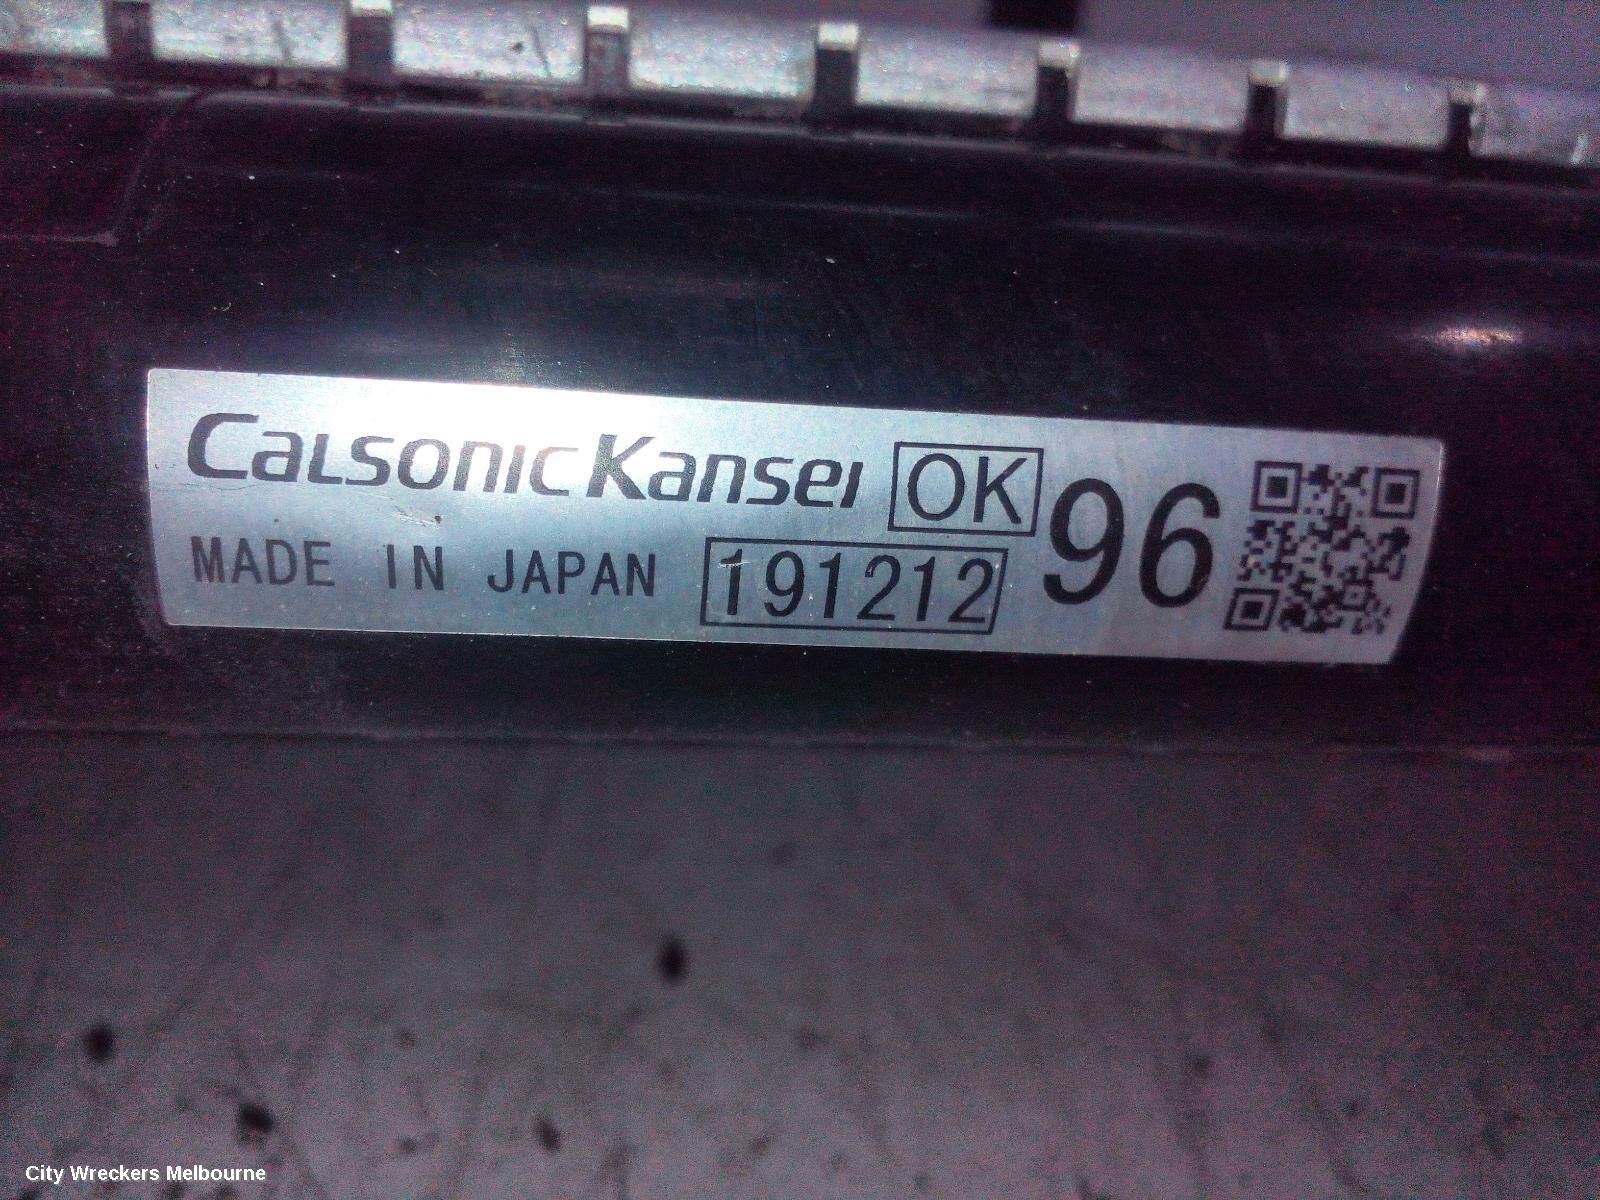 CalsonicKansei OK 96
MADE IN JAPAN 191212
City Wreckers Melbourne